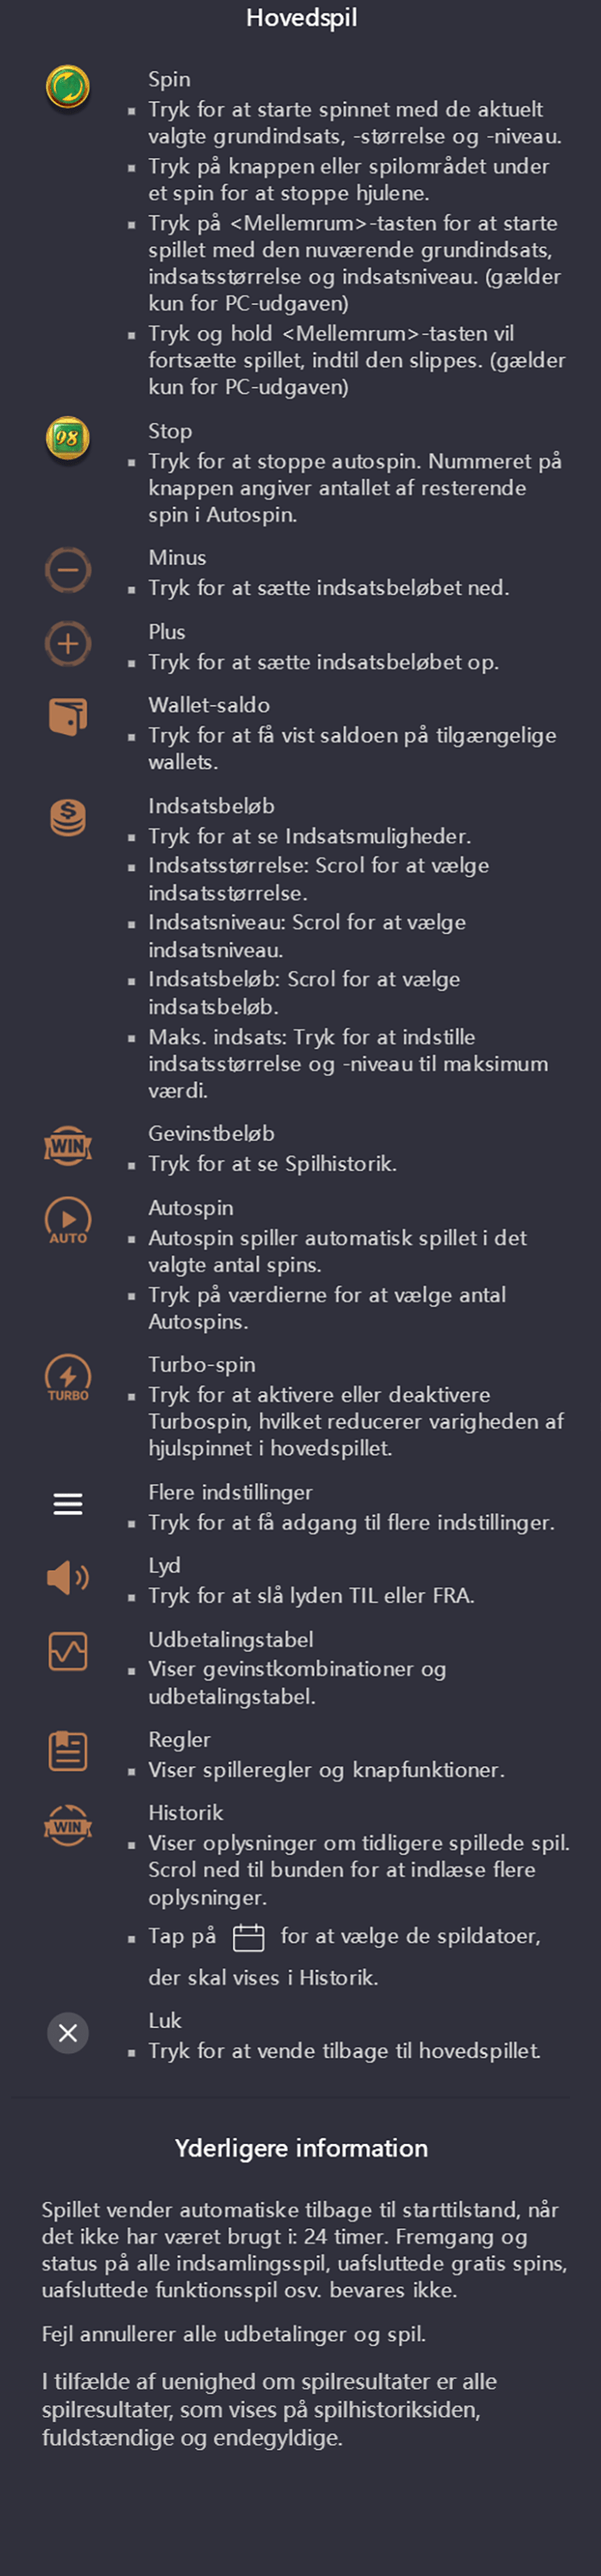 Hovedspil
Spin
▪ Tryk for at starte spinnet med de aktuelt
valgte grundindsats, -størrelse og -niveau.
▪ Tryk på knappen eller spilområdet under
et spin for at stoppe hjulene.
▪ Tryk på <Mellemrum>-tasten for at starte
spillet med den nuværende grundindsats,
indsatsstørrelse og indsatsniveau. (gælder
kun for PC-udgaven)
▪ Tryk og hold <Mellemrum>-tasten vil
fortsætte spillet, indtil den slippes. (gælder
kun for PC-udgaven)
98
Stop
▪ Tryk for at stoppe autospin. Nummeret på
knappen angiver antallet af resterende
spin i Autospin.
Minus
▪ Tryk for at sætte indsatsbeløbet ned.
Plus
▪ Tryk for at sætte indsatsbeløbet op.
Wallet-saldo
▪ Tryk for at få vist saldoen på tilgængelige
wallets.
Indsatsbeløb
▪ Tryk for at se Indsatsmuligheder.
▪ Indsatsstørrelse: Scrol for at vælge
indsatsstørrelse.
▪ Indsatsniveau: Scrol for at vælge
indsatsniveau.
▪ Indsatsbeløb: Scrol for at vælge
indsatsbeløb.
▪ Maks. indsats: Tryk for at indstille
indsatsstørrelse og -niveau til maksimum
værdi.
WIN
Gevinstbeløb
▪ Tryk for at se Spilhistorik.
AUTO
Autospin
▪ Autospin spiller automatisk spillet i det
valgte antal spins.
▪ Tryk på værdierne for at vælge antal
Autospins.
TURBO
Turbo-spin
▪ Tryk for at aktivere eller deaktivere
Turbospin, hvilket reducerer varigheden af
hjulspinnet i hovedspillet.
Flere indstillinger
▪ Tryk for at få adgang til flere indstillinger.
Lyd
▪ Tryk for at slå lyden TIL eller FRA.
Udbetalingstabel
▪ Viser gevinstkombinationer og
udbetalingstabel.
Regler
▪ Viser spilleregler og knapfunktioner.
WIN
Historik
▪ Viser oplysninger om tidligere spillede spil.
Scrol ned til bunden for at indlæse flere
oplysninger.
▪ Tap på for at vælge de spildatoer,
der skal vises i Historik.
Luk
▪ Tryk for at vende tilbage til hovedspillet.
Yderligere information
Spillet vender automatiske tilbage til starttilstand, når
det ikke har været brugt i: 24 timer. Fremgang og
status på alle indsamlingsspil, uafsluttede gratis spins,
uafsluttede funktionsspil osv. bevares ikke.
Fejl annullerer alle udbetalinger og spil.
I tilfælde af uenighed om spilresultater er alle
spilresultater, som vises på spilhistoriksiden,
fuldstændige og endegyldige.